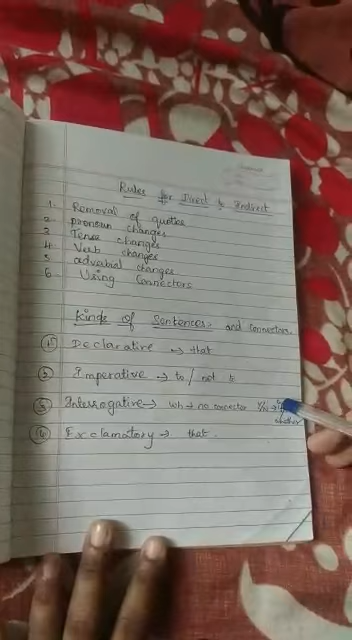 Rules for Direct to Indirect
1. Removal of quotes
2. pronoun changes
3 Tense changes
4. Verb changes
5 adverbial changes
6 Using Connectors
Kinds of Sentences. and Connectors
① Declarative → that
② Imperative → to / not to
③ Interrogative → wh → no connector Y/N →
whether
④ Exclamatory → that.